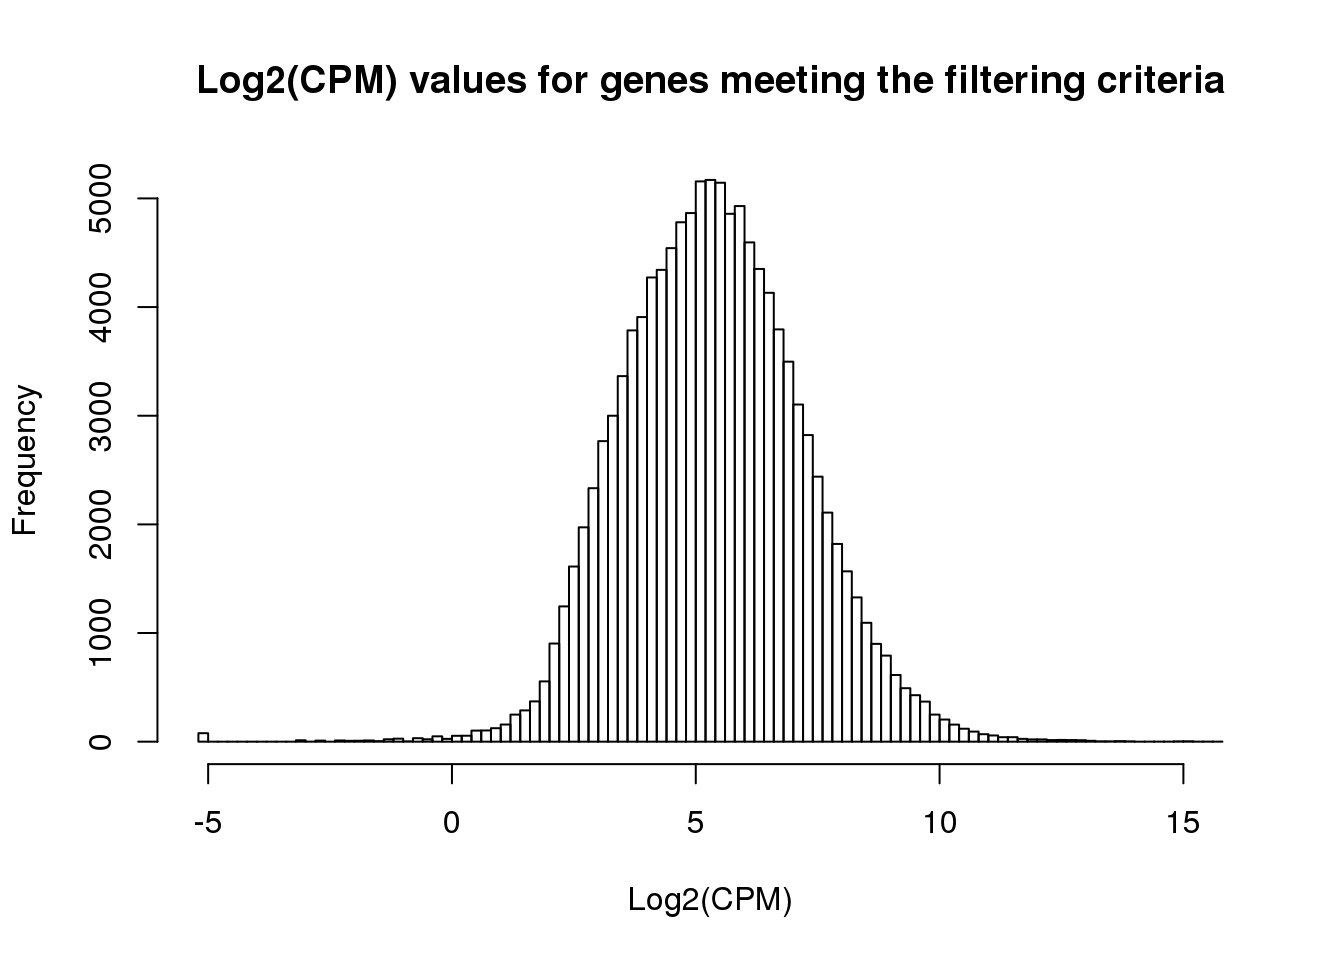 Log2(CPM) values for genes meeting the filtering criteria
Frequency
5000
4000
3000
2000
1000
0
-5 0 5 10 15
Log2(CPM)